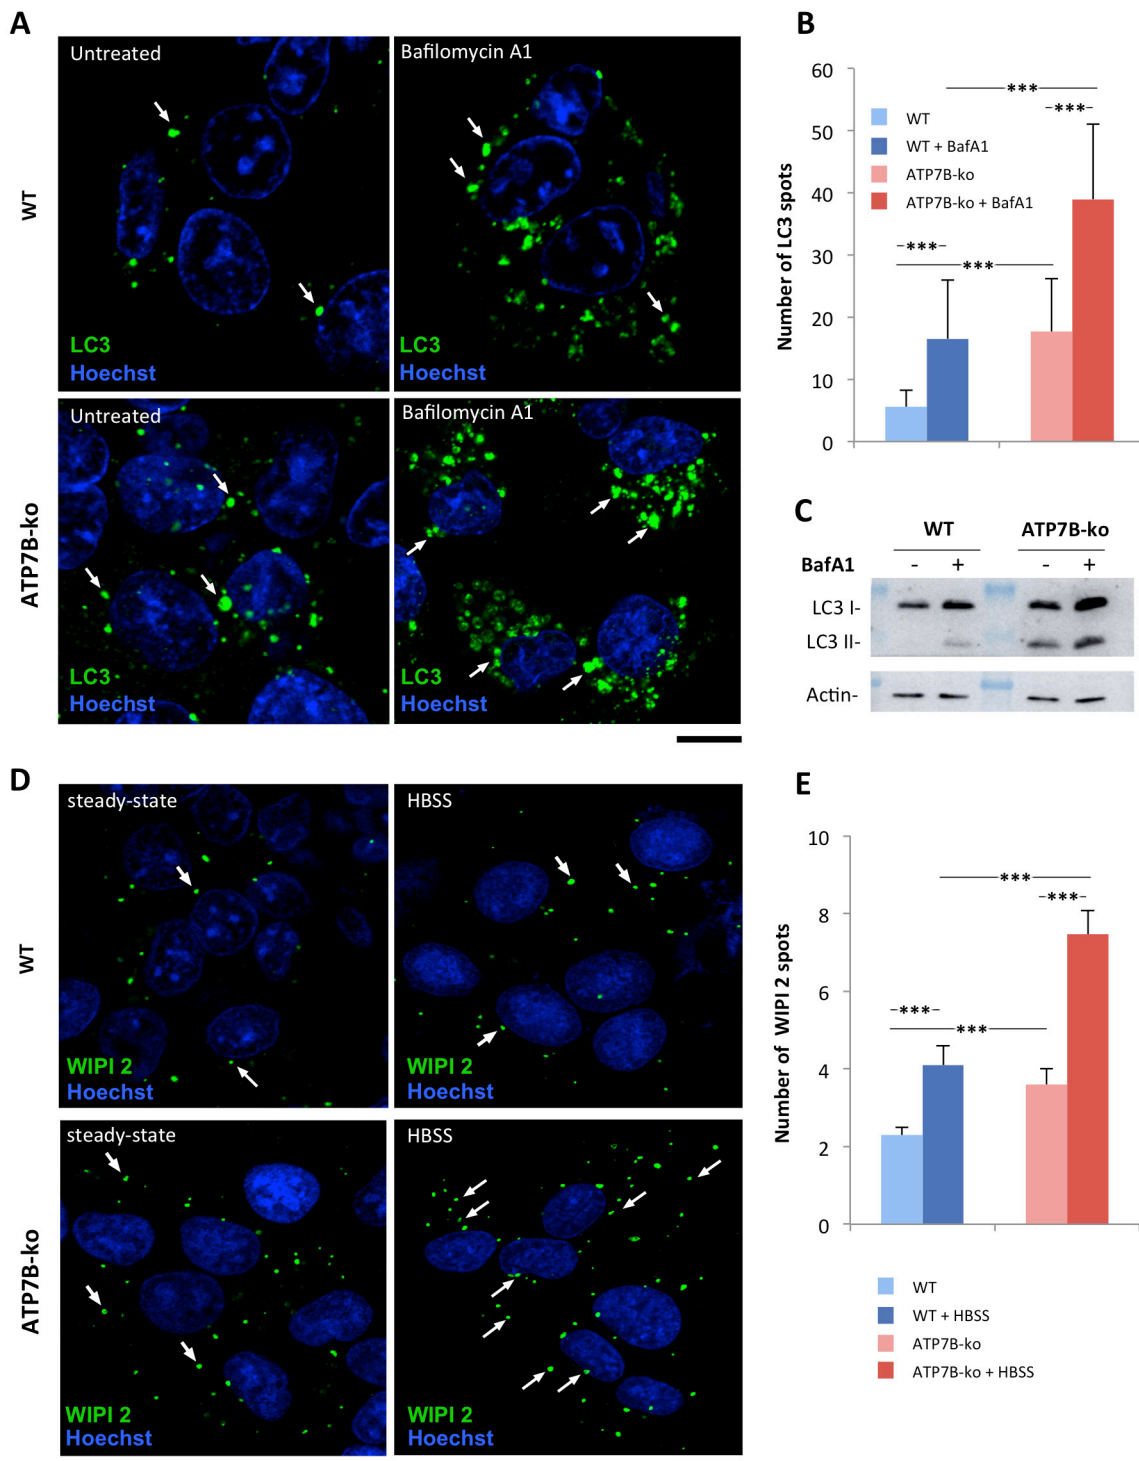 A
Untreated
Bafilomycin A1
WT
LC3
Hoechst
LC3
Hoechst
Untreated
Bafilomycin A1
ATP7B-ko
LC3
Hoechst
LC3
Hoechst
B
60
50
40
30
20
10
0
Number of LC3 spots
WT
WT + BafA1
ATP7B-ko
ATP7B-ko + BafA1
***
***
***
***
C
WT
ATP7B-ko
BafA1
- + - +
LC3 I-
LC3 II-
Actin-
D
steady-state
HBSS
WT
WIPI 2
Hoechst
WIPI 2
Hoechst
steady-state
HBSS
ATP7B-ko
WIPI 2
Hoechst
WIPI 2
Hoechst
E
10
8
6
4
2
0
Number of WIPI 2 spots
***
***
***
***
WT
WT + HBSS
ATP7B-ko
ATP7B-ko + HBSS